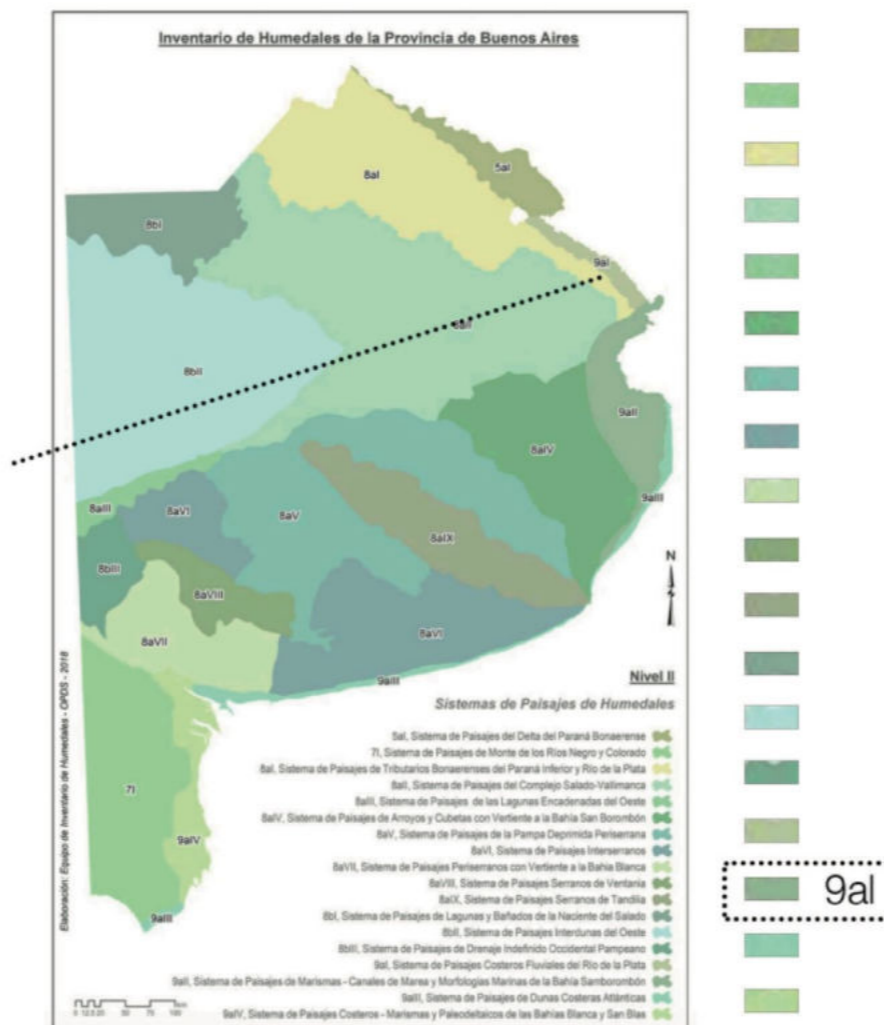 Inventario de Humedales de la Provincia de Buenos Aires
5aI
8aI
8bI
9aI
8bII
9aII
8aIV
9aIII
8aIII
8aVI
8aV
8aIX
8bIII
8aVIII
8aVII
8aVI
9aIII
N
7I
9aIV
9aIII
Elaboración: Equipo de Inventario de Humedales - OPDS - 2018
Nivel II
Sistemas de Paisajes de Humedales
5aI, Sistema de Paisajes del Delta del Paraná Bonaerense
7I, Sistema de Paisajes de Monte de los Ríos Negro y Colorado
8aI, Sistema de Paisajes de Tributarios Bonaerenses del Paraná Inferior y Río de la Plata
8aII, Sistema de Paisajes del Complejo Salado-Vallimanca
8aIII, Sistema de Paisajes de las Lagunas Encadenadas del Oeste
8aIV, Sistema de Paisajes de Arroyos y Cubetas con Vertiente a la Bahía San Borombón
8aV, Sistema de Paisajes de la Pampa Deprimida Periserrana
8aVI, Sistema de Paisajes Interserranos
8aVII, Sistema de Paisajes Periserranos con Vertiente a la Bahía Blanca
8aVIII, Sistema de Paisajes Serranos de Ventania
8aIX, Sistema de Paisajes Serranos de Tandilia
8bI, Sistema de Paisajes de Lagunas y Bañados de la Naciente del Salado
8bII, Sistema de Paisajes Interdunas del Oeste
8bIII, Sistema de Paisajes de Drenaje Indefinido Occidental Pampeano
9aI, Sistema de Paisajes Costeros Fluviales del Río de la Plata
9aII, Sistema de Paisajes de Marismas - Canales de Marea y Morfologías Marinas de la Bahía Samborombón
9aIII, Sistema de Paisajes de Dunas Costeras Atlánticas
9aIV, Sistema de Paisajes Costeros - Marismas y Paleodeltaicos de las Bahías Blanca y San Blas
9aI